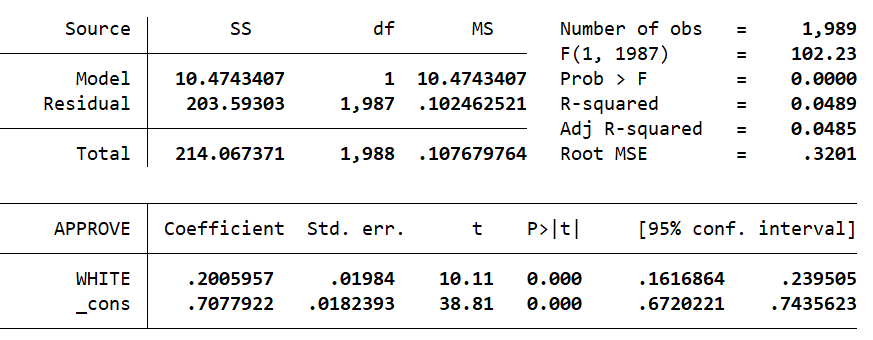 Source SS df MS Number of obs = 1,989
F(1, 1987) = 102.23
Model 10.4743407 1 10.4743407 Prob > F = 0.0000
Residual 203.59303 1,987 .102462521 R-squared = 0.0489
Adj R-squared = 0.0485
Total 214.067371 1,988 .107679764 Root MSE = .3201
APPROVE Coefficient Std. err. t P>|t| [95% conf. interval]
WHITE .2005957 .01984 10.11 0.000 .1616864 .239505
_cons .7077922 .0182393 38.81 0.000 .6720221 .7435623